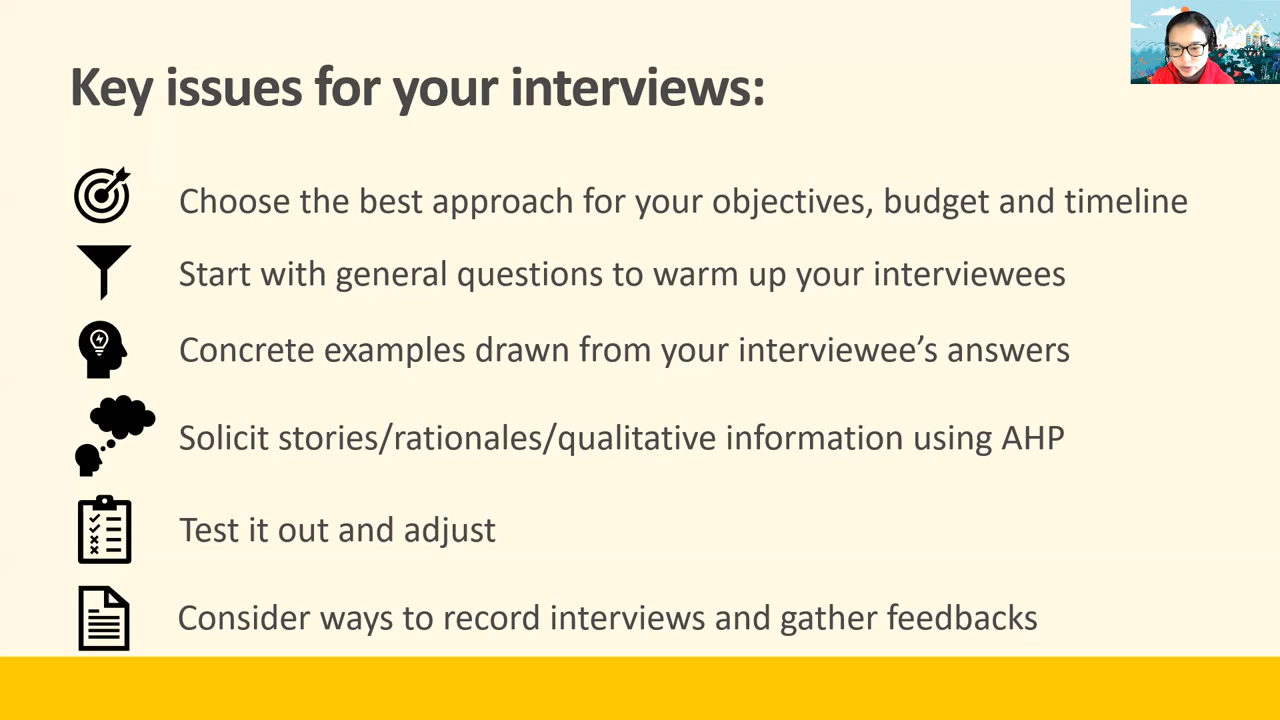 Key issues for your interviews:
Choose the best approach for your objectives, budget and timeline
Start with general questions to warm up your interviewees
Concrete examples drawn from your interviewee’s answers
Solicit stories/rationales/qualitative information using AHP
Test it out and adjust
Consider ways to record interviews and gather feedbacks